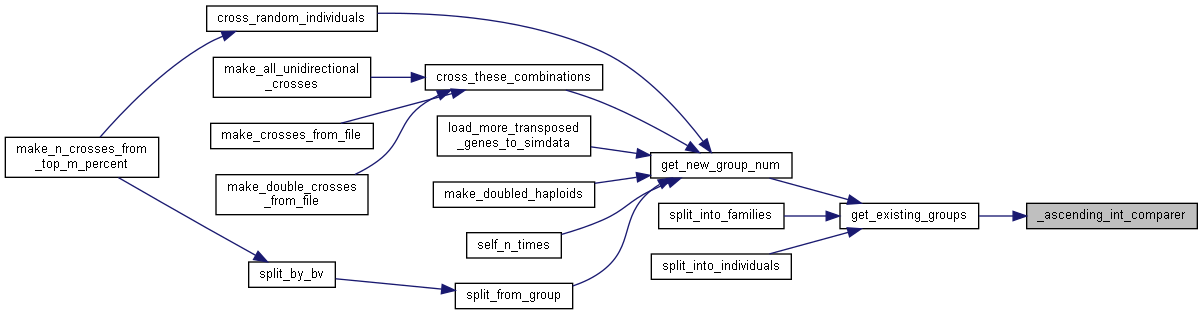 cross_random_individuals
make_all_unidirectional
_crosses
cross_these_combinations
make_crosses_from_file
load_more_transposed
_genes_to_simdata
make_n_crosses_from
_top_m_percent
get_new_group_num
make_double_crosses
_from_file
make_doubled_haploids
split_into_families
get_existing_groups
_ascending_int_comparer
self_n_times
split_into_individuals
split_by_bv
split_from_group